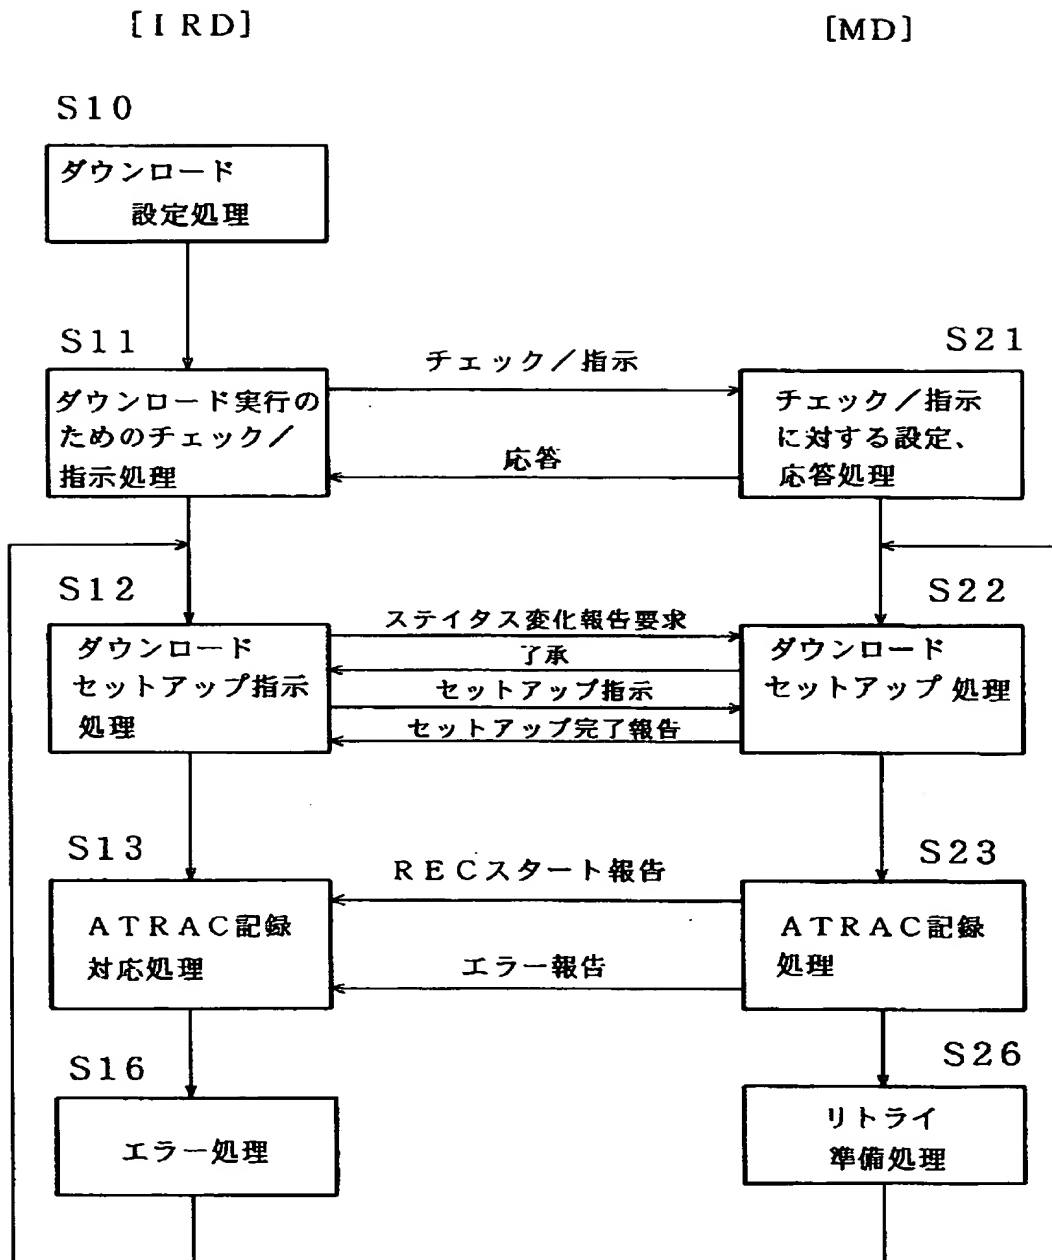 [IRD]
[MD]
S10
ダウンロード
設定処理
S11
S21
チェック/指示
ダウンロード実行の
ためのチェック/
指示処理
応答
チェック/指示
に対する設定、
応答処理
S12
S22
ステイタス変化報告要求
了承
セットアップ指示
セットアップ完了報告
ダウンロード
セットアップ指示
処理
ダウンロード
セットアップ処理
S13
S23
RECスタート報告
エラー報告
ATRAC記録
対応処理
ATRAC記録
処理
S16
S26
エラー処理
リトライ
準備処理